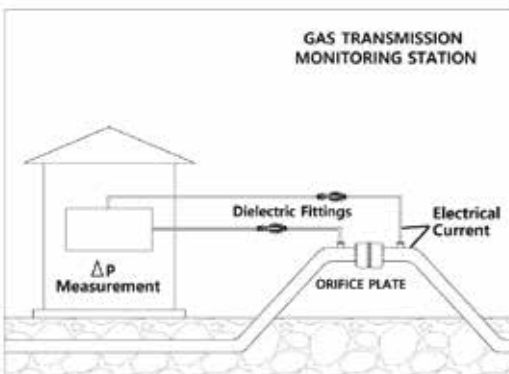 GAS TRANSMISSION
MONITORING STATION
Dielectric Fittings
Electrical
Current
ΔP
Measurement
ORIFICE PLATE